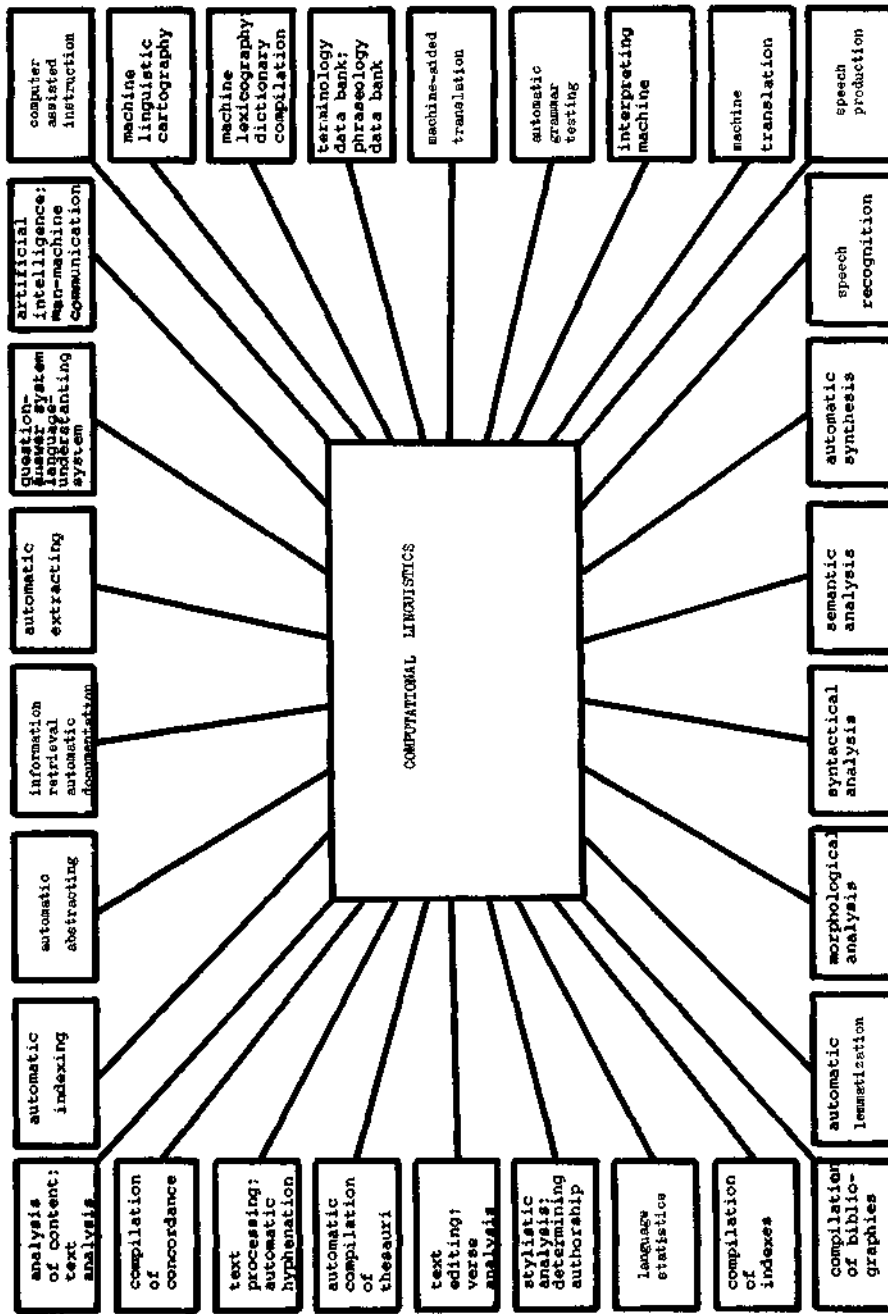 compilation
of biblio-
graphies
compilation
of
indexes
language
statistics
stylistic
analysis;
determining
authorship
text
editing;
verse
analysis
automatic
compilation
of
thesauri
text
processing;
automatic
hyphenation
compilation
of
concordance
analysis
of content;
text
analysis
automatic
lemmatization
automatic
indexing
morphological
analysis
automatic
abstracting
syntactical
analysis
information
retrieval
automatic
documentation
COMPUTATIONAL LINGUISTICS
semantic
analysis
automatic
extracting
automatic
synthesis
question-
answer system
language-
understanting
system
speech
recognition
artificial
intelligence;
man-machine
communication
speech
production
machine
translation
interpreting
machine
automatic
grammar
testing
machine-aided
translation
terminology
data bank;
phraseology
data bank
machine
lexicography;
dictionary
compilation
machine
linguistic
cartography
computer
assisted
instruction